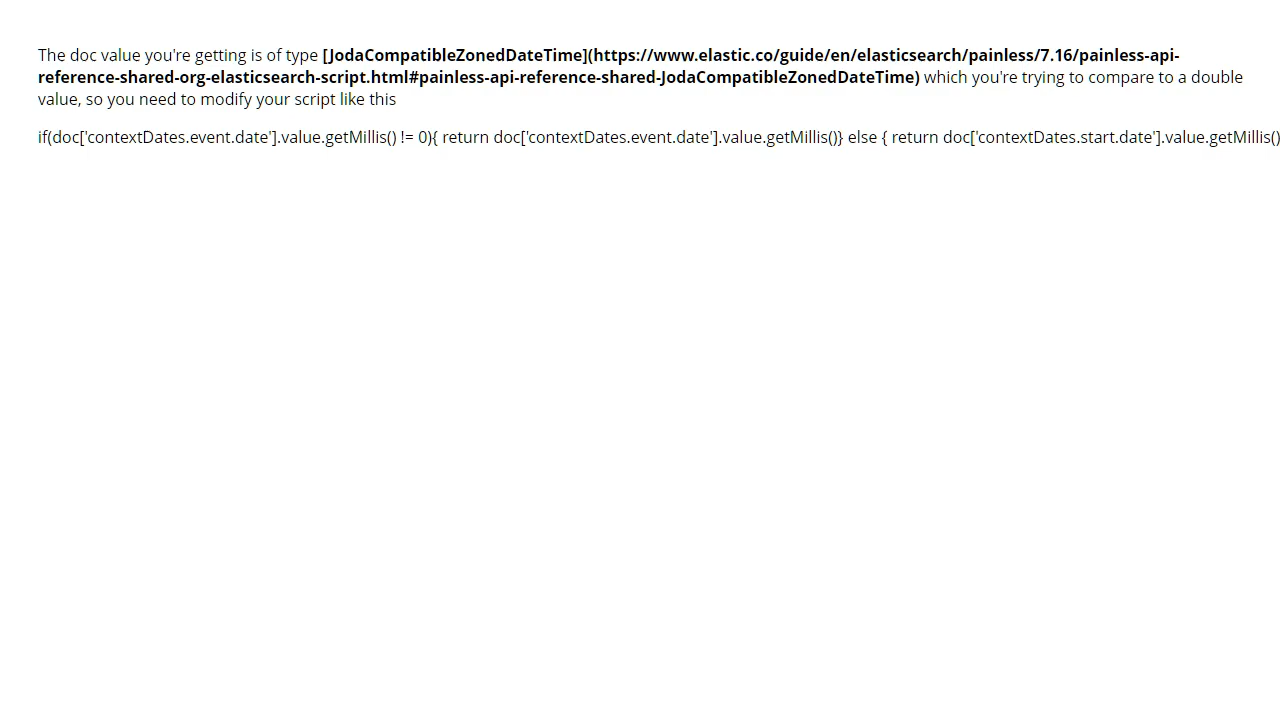 The doc value you're getting is of type [JodaCompatibleZonedDateTime](https://www.elastic.co/guide/en/elasticsearch/painless/7.16/painless-api-
reference-shared-org-elasticsearch-script.html#painless-api-reference-shared-JodaCompatibleZonedDateTime) which you're trying to compare to a double
value, so you need to modify your script like this
if(doc['contextDates.event.date'].value.getMillis() != 0){ return doc['contextDates.event.date'].value.getMillis()} else { return doc['contextDates.start.date'].value.getMillis()